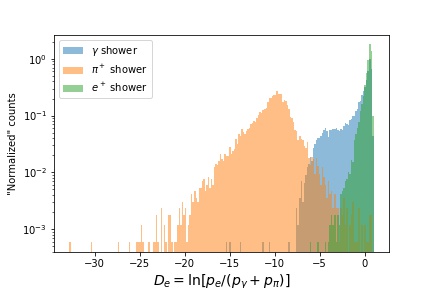 γ shower
π⁺ shower
e⁺ shower
"Normalized" counts
10⁰
10⁻¹
10⁻²
10⁻³
−30 −25 −20 −15 −10 −5 0
Dₑ = ln[pₑ/(p_γ + p_π)]